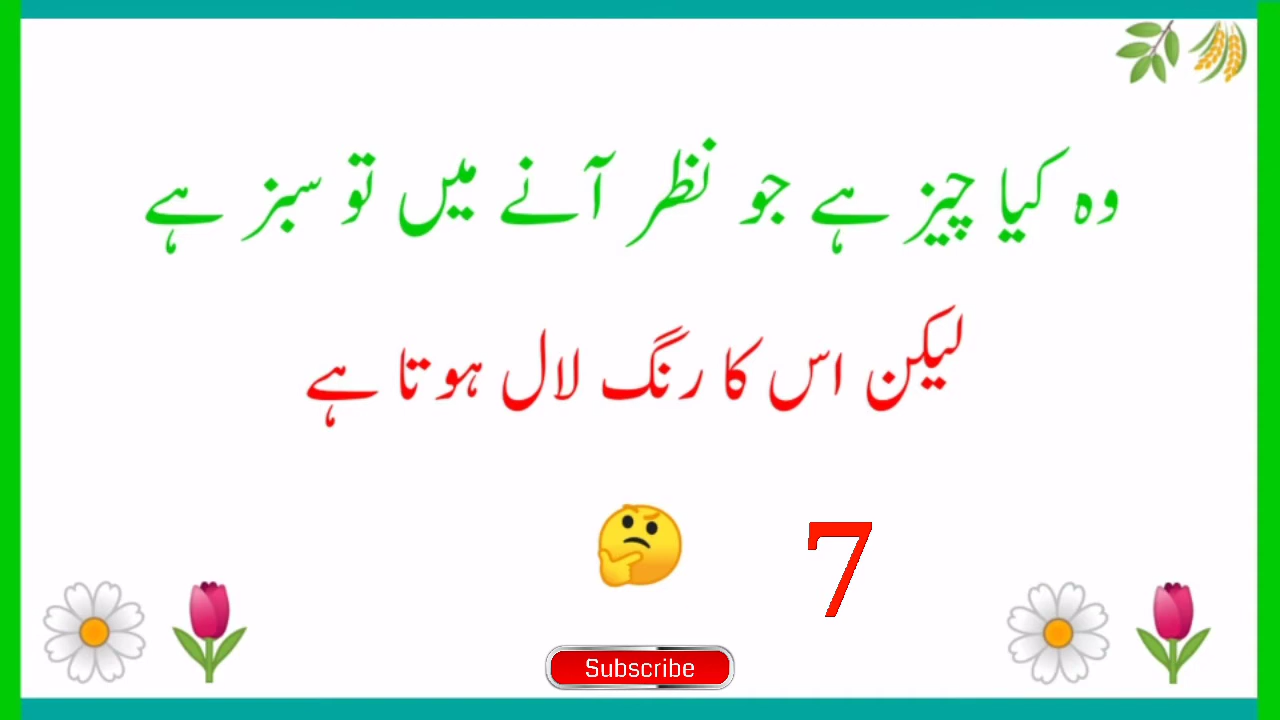 وہ کیا چیز ہے جو نظر آنے میں تو سبز ہے
لیکن اس کا رنگ لال ہوتا ہے
7
Subscribe